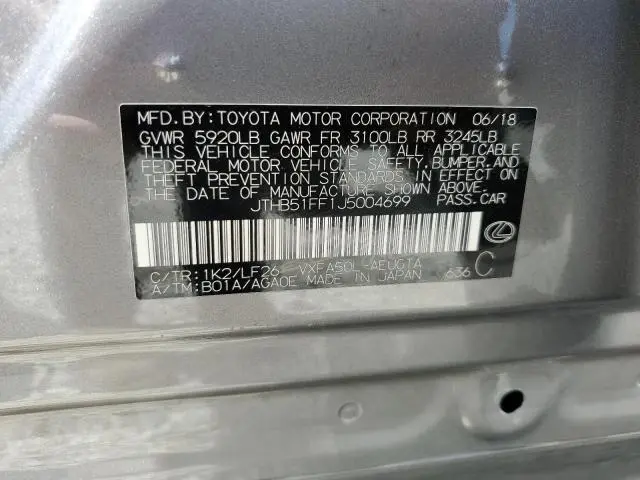 MFD.BY:TOYOTA MOTOR CORPORATION 06/18
GVWR 5920LB GAWR FR 3100LB RR 3245LB
THIS VEHICLE CONFORMS TO ALL APPLICABLE
FEDERAL MOTOR VEHICLE SAFETY,BUMPER,AND
THEFT PREVENTION STANDARDS IN EFFECT ON
THE DATE OF MANUFACTURE SHOWN ABOVE.
JTHB51FF1J5004699 PASS.CAR
C/TR:1K2/LF26 VXFA50L-AEUGTA
A/TM:B01A/AGA0E MADE IN JAPAN 636 C